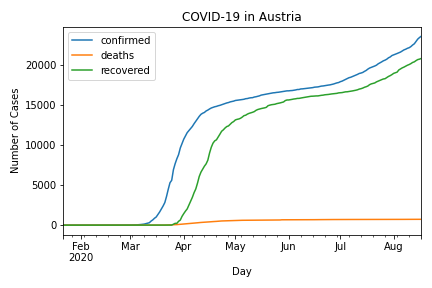 COVID-19 in Austria
confirmed
deaths
recovered
Number of Cases
20000
15000
10000
5000
0
Feb Mar Apr May Jun Jul Aug
2020
Day